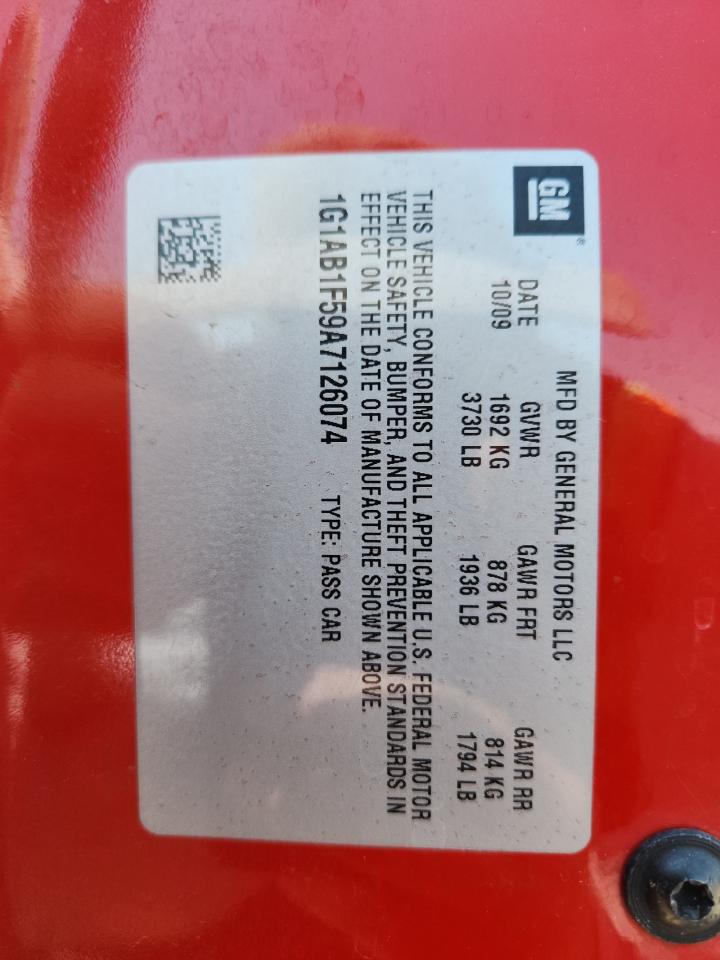 GM®
MFD BY GENERAL MOTORS LLC
DATE GVWR GAWR FRT GAWR RR
10/09 1692 KG 878 KG 814 KG
3730 LB 1936 LB 1794 LB
THIS VEHICLE CONFORMS TO ALL APPLICABLE U.S. FEDERAL MOTOR
VEHICLE SAFETY, BUMPER, AND THEFT PREVENTION STANDARDS IN
EFFECT ON THE DATE OF MANUFACTURE SHOWN ABOVE.
1G1AB1F59A7126074 TYPE: PASS CAR